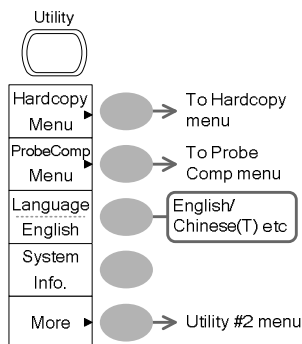 Utility
Hardcopy
Menu
To Hardcopy
menu
ProbeComp
Menu
To Probe
Comp menu
Language
English
English/
Chinese(T) etc
System
Info.
More
Utility #2 menu